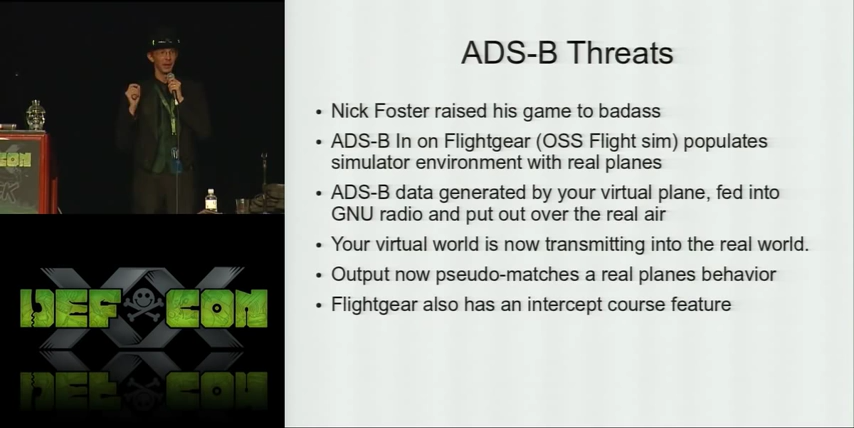 ADS-B Threats
• Nick Foster raised his game to badass
• ADS-B In on Flightgear (OSS Flight sim) populates
simulator environment with real planes
• ADS-B data generated by your virtual plane, fed into
GNU radio and put out over the real air
• Your virtual world is now transmitting into the real world.
• Output now pseudo-matches a real planes behavior
• Flightgear also has an intercept course feature
CON
XX
DEF CON